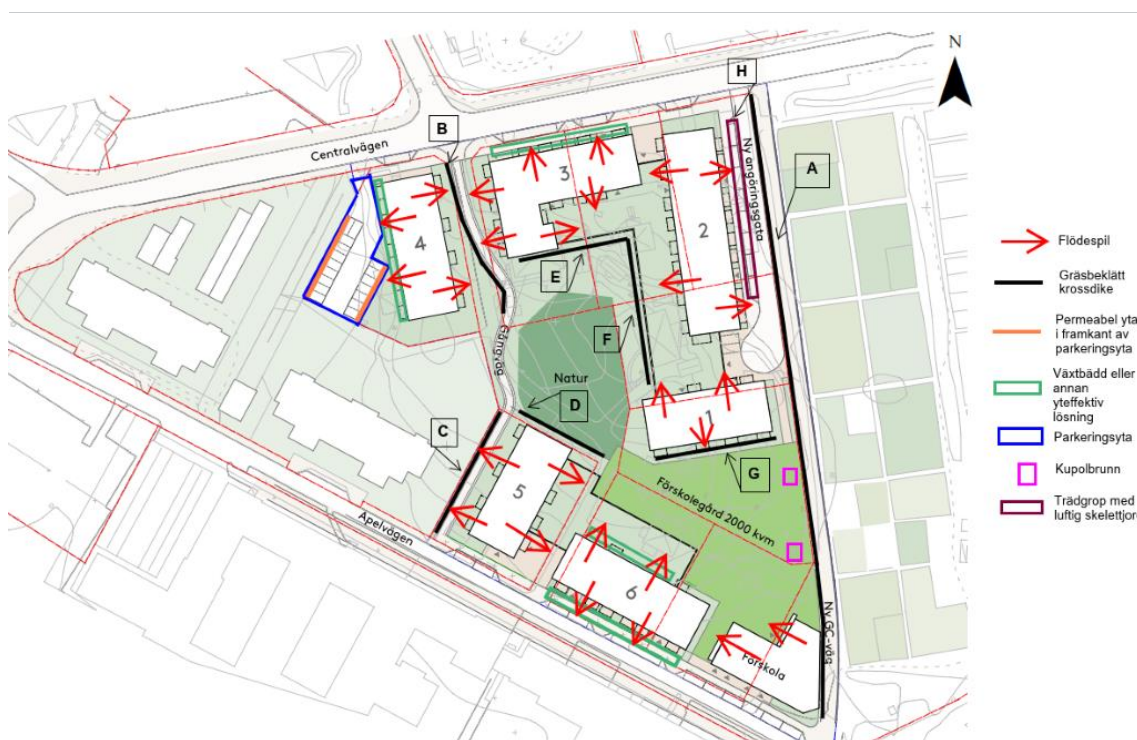 N
H
B
Centralvägen
Ny angöringsgata
A
3
4
2
E
F
Gångväg
Natur
D
1
C
G
5
Förskolegård 2000 kvm
Apelvägen
6
Förskola
Ny GC-väg
Flödespil
Gräsbeklätt
krossdike
Permeabel yta
i framkant av
parkeringsyta
Växtbädd eller
annan
yteffektiv
lösning
Parkeringsyta
Kupolbrunn
Trädgrop med
luftig skelettjor